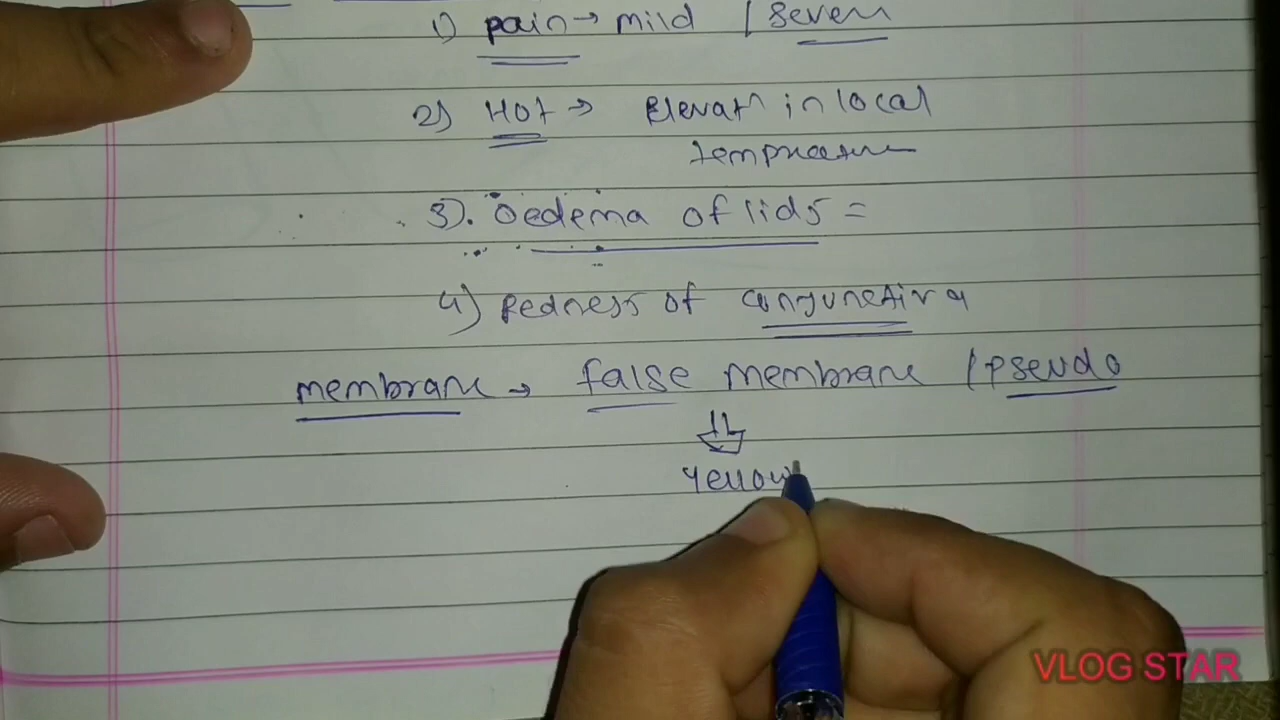 1) pain → mild / seven
2) Hot → Elevatn in local
temprature
3). Oedema of lids =
4) Redness of conjunctiva
membrane → false membrane / pseudo
yellow
VLOG STAR